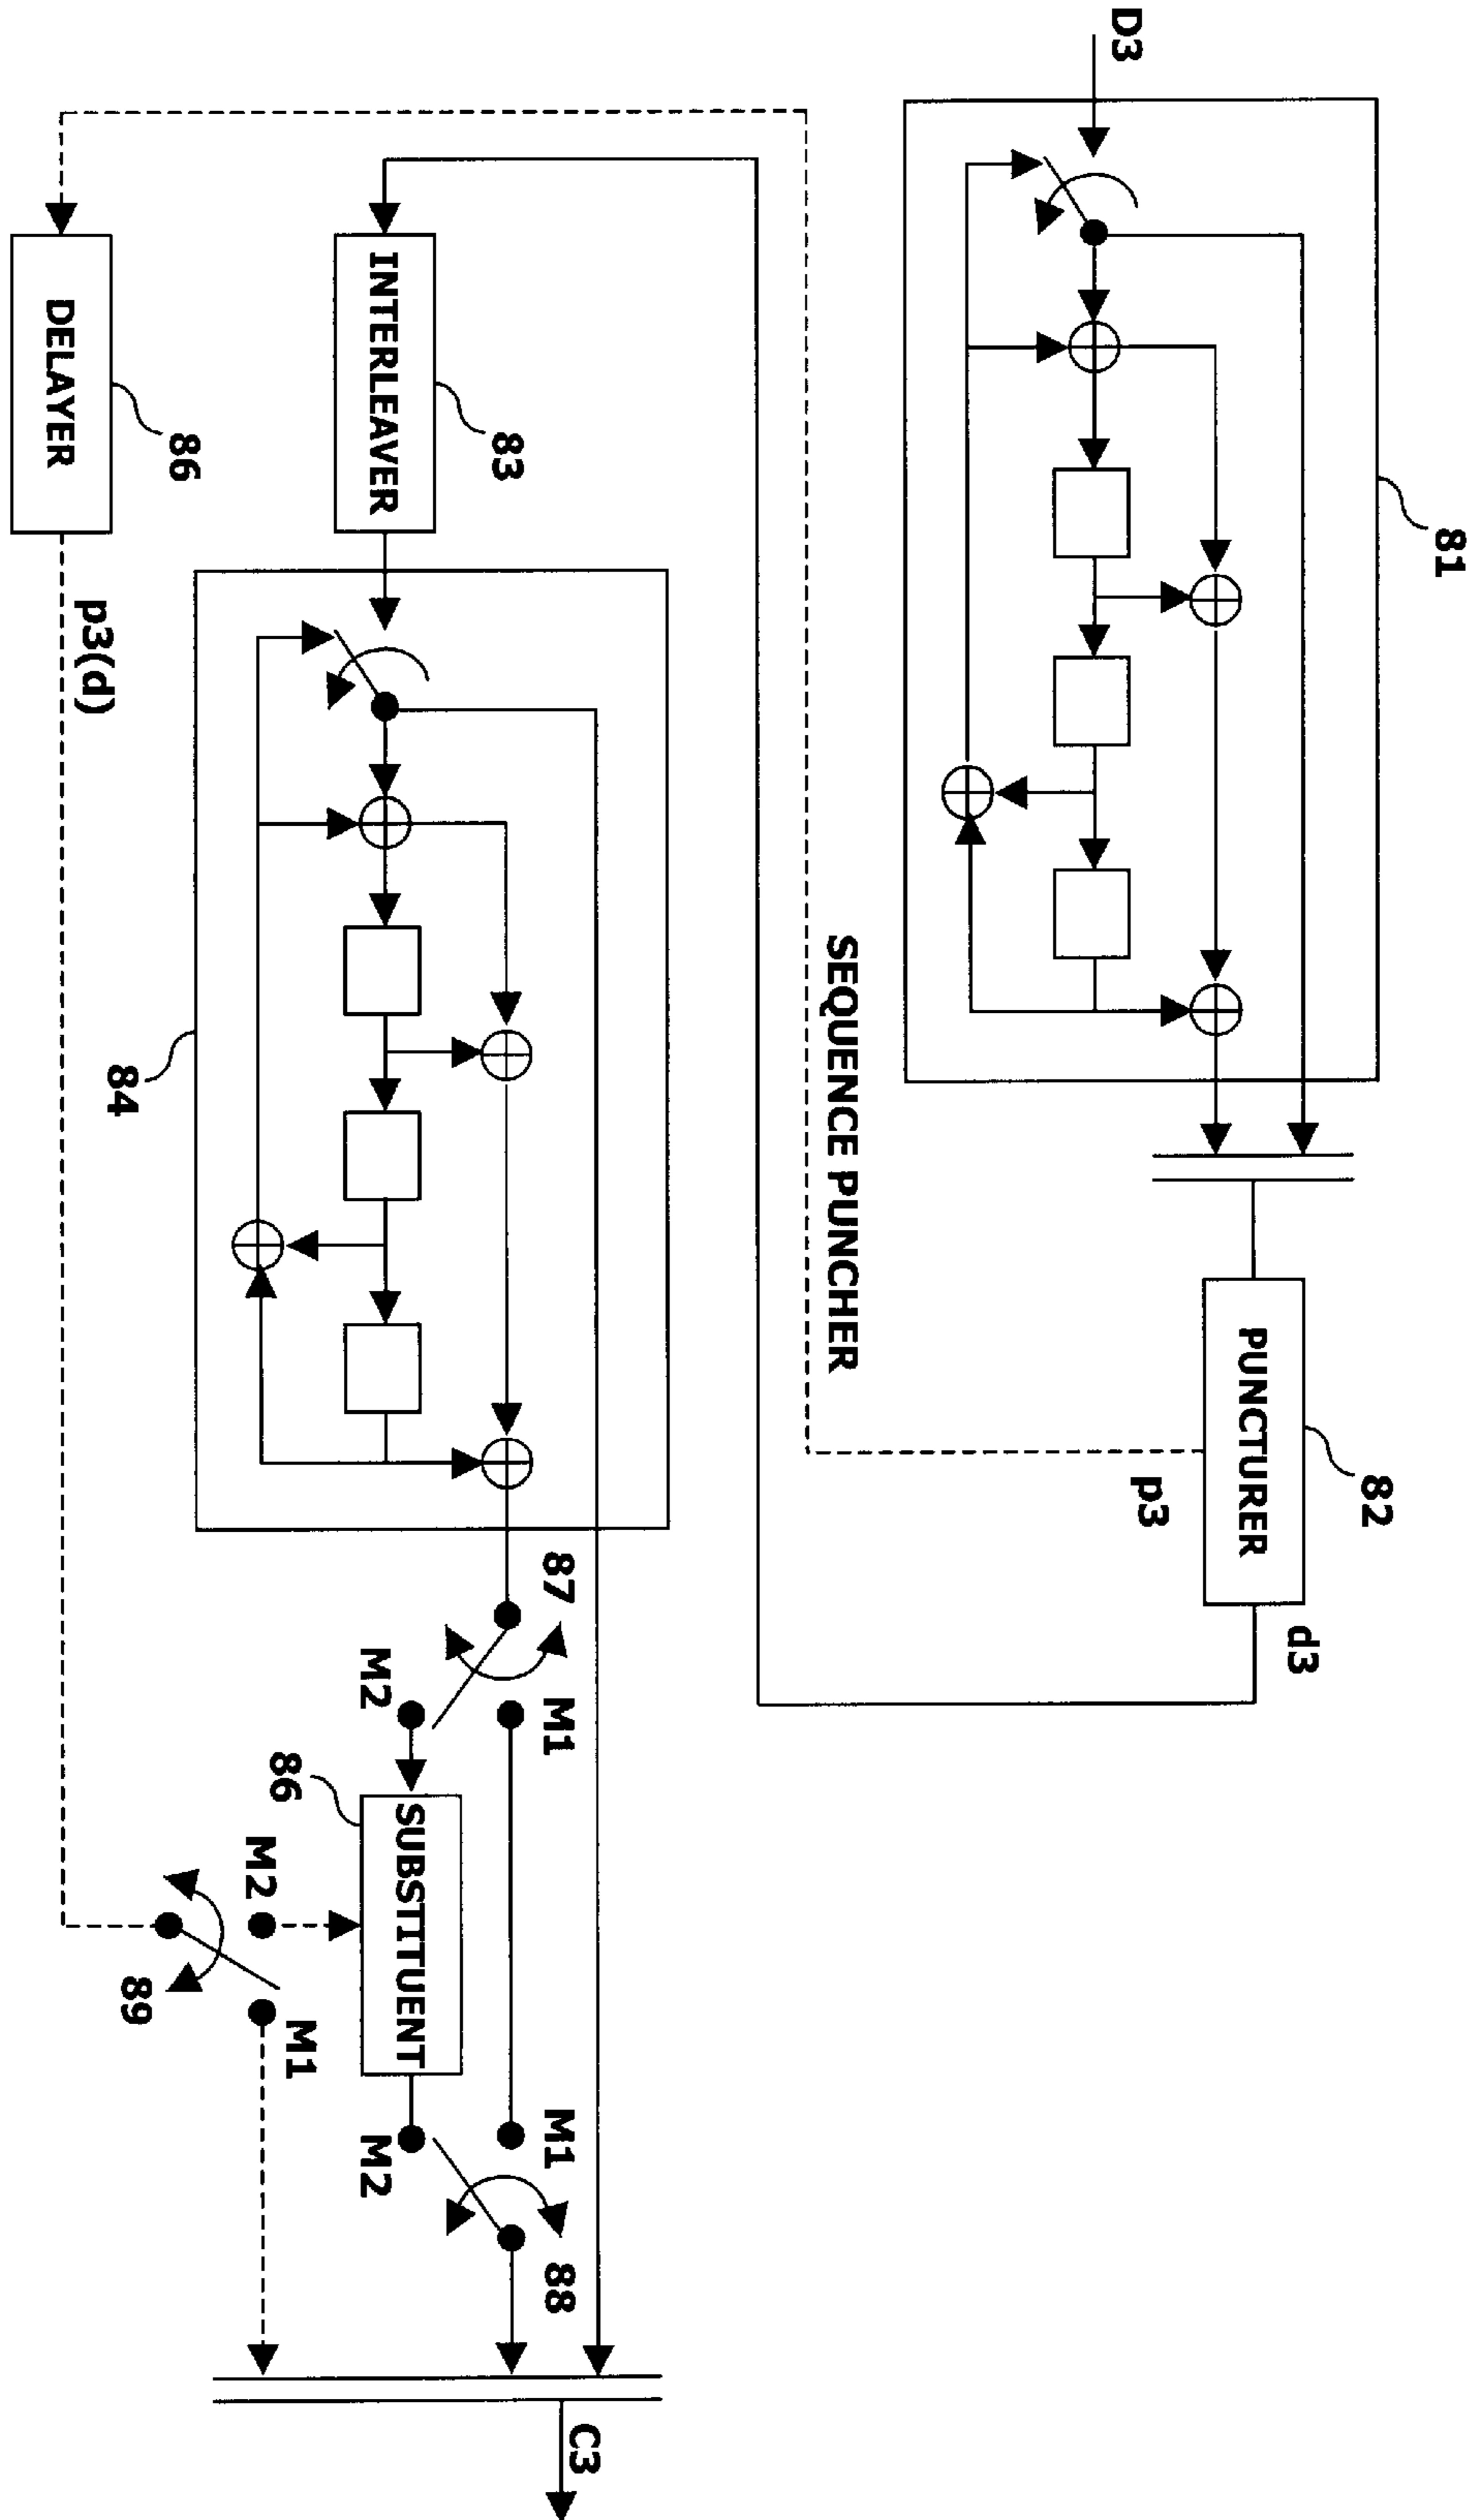 D3
81
PUNCTURER
82
p3
d3
SEQUENCE PUNCHER
INTERLEAVER
83
84
87
M1
M2
SUBSTITUENT
86
M1
M2
88
C3
DELAYER
86
p3(d)
M2
M1
89